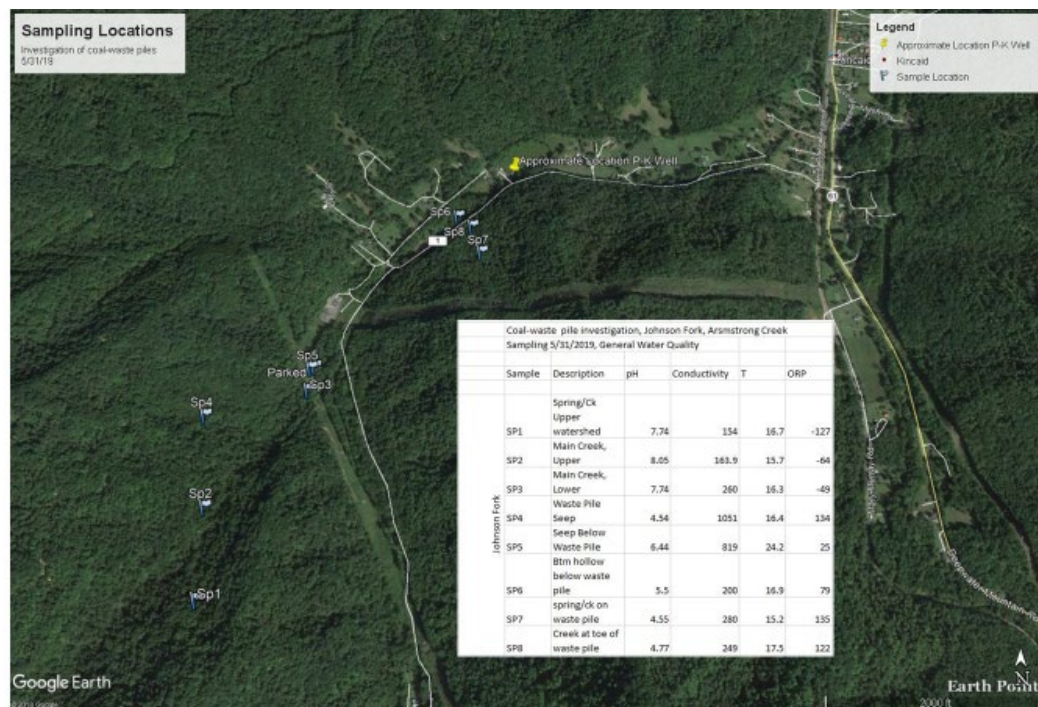 Sampling Locations
Investigation of coal-waste piles
5/31/19
Legend
Approximate Location P-K Well
Kincaid
Sample Location
Kincaid
Approximate Location P-K Well
61
Sp6
Sp8
Sp7
1
Sp5
Parked
Sp3
Sp4
Sp2
Sp1
Coal-waste pile investigation, Johnson Fork, Arsmstrong Creek
Sampling 5/31/2019, General Water Quality
Sample Description pH Conductivity T ORP
Johnson Fork
Spring/Ck
Upper
SP1 watershed 7.74 154 16.7 -127
Main Creek,
SP2 Upper 8.05 163.9 15.7 -64
Main Creek,
SP3 Lower 7.74 260 16.3 -49
Waste Pile
SP4 Seep 4.54 1051 16.4 134
Seep Below
SP5 Waste Pile 6.44 819 24.2 25
Btm hollow
below waste
SP6 pile 5.5 200 16.9 79
spring/ck on
SP7 waste pile 4.55 280 15.2 135
Creek at toe of
SP8 waste pile 4.77 249 17.5 122
Deepwater Mountain Rd
Google Earth
N
Earth Point
2000 ft